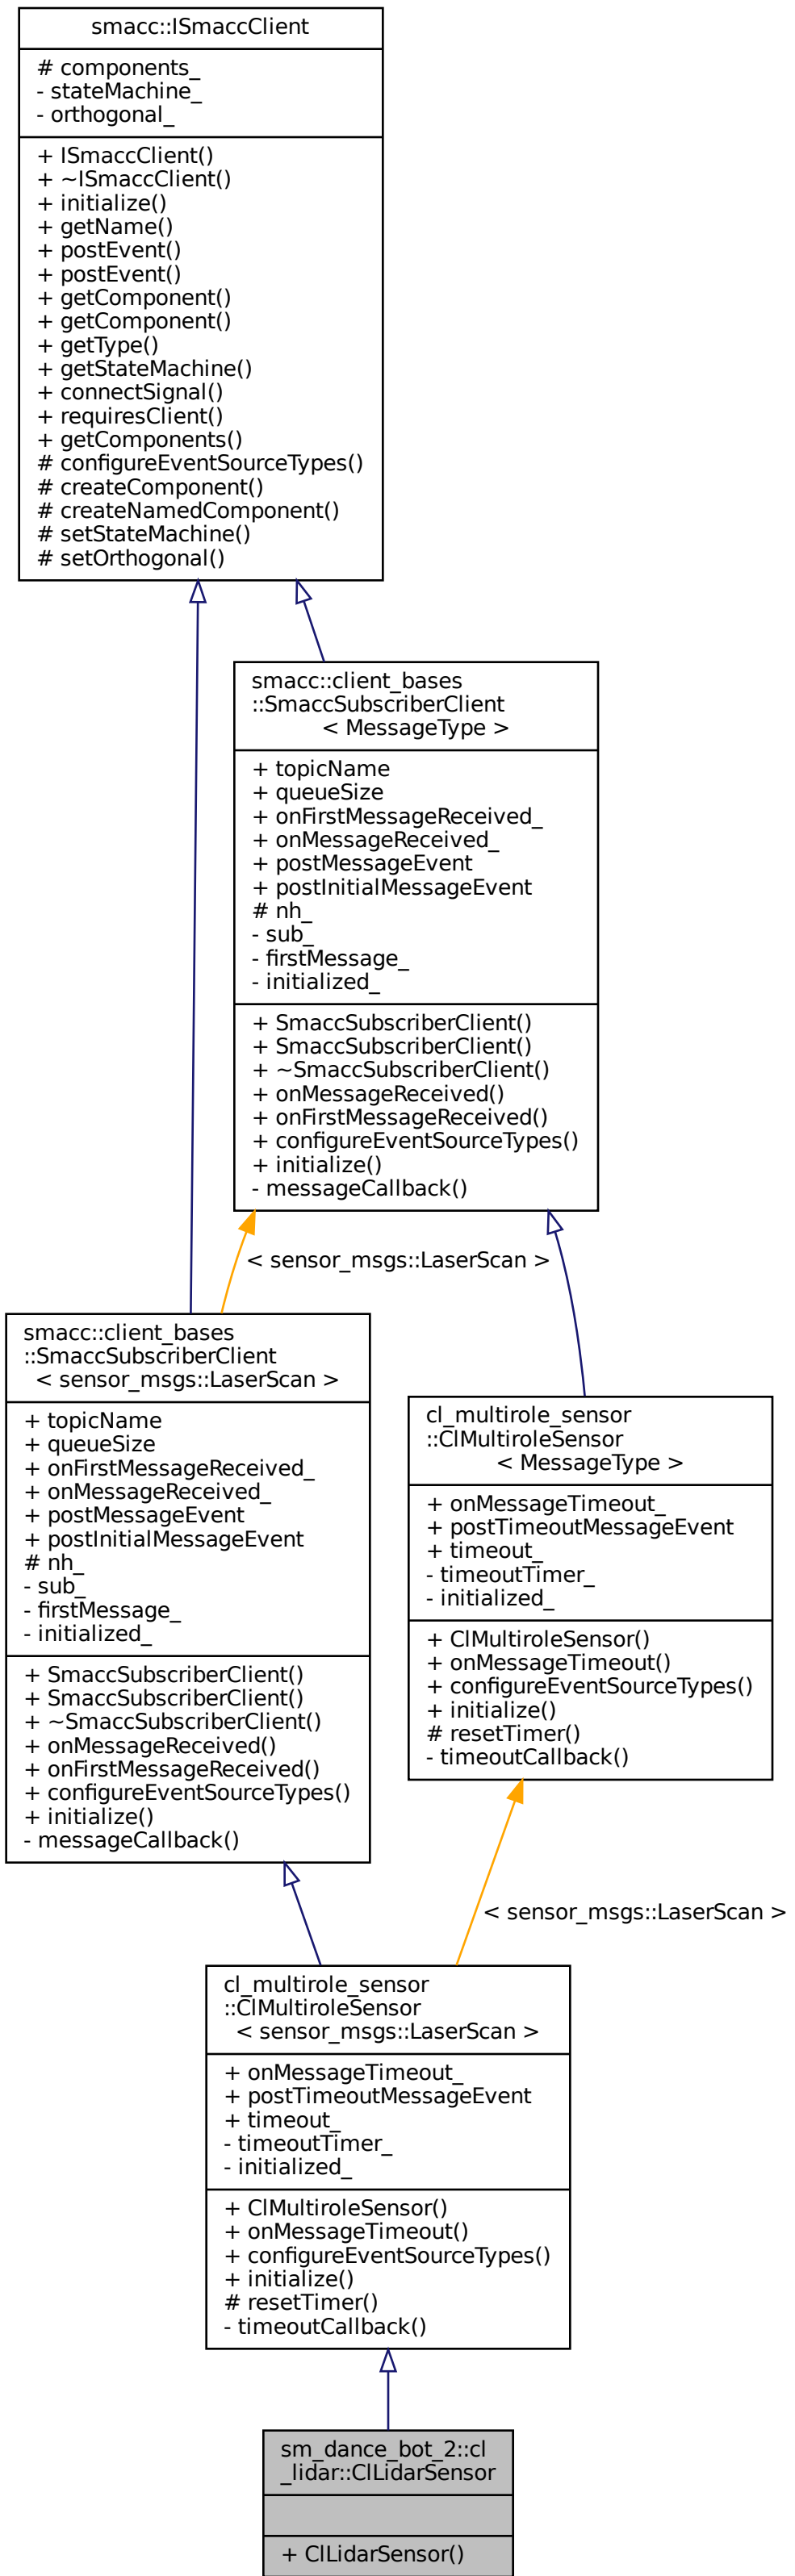 smacc::ISmaccClient
# components_
- stateMachine_
- orthogonal_
+ ISmaccClient()
+ ~ISmaccClient()
+ initialize()
+ getName()
+ postEvent()
+ postEvent()
+ getComponent()
+ getComponent()
+ getType()
+ getStateMachine()
+ connectSignal()
+ requiresClient()
+ getComponents()
# configureEventSourceTypes()
# createComponent()
# createNamedComponent()
# setStateMachine()
# setOrthogonal()
smacc::client_bases
::SmaccSubscriberClient
< MessageType >
+ topicName
+ queueSize
+ onFirstMessageReceived_
+ onMessageReceived_
+ postMessageEvent
+ postInitialMessageEvent
# nh_
- sub_
- firstMessage_
- initialized_
+ SmaccSubscriberClient()
+ SmaccSubscriberClient()
+ ~SmaccSubscriberClient()
+ onMessageReceived()
+ onFirstMessageReceived()
+ configureEventSourceTypes()
+ initialize()
- messageCallback()
< sensor_msgs::LaserScan >
smacc::client_bases
::SmaccSubscriberClient
< sensor_msgs::LaserScan >
+ topicName
+ queueSize
+ onFirstMessageReceived_
+ onMessageReceived_
+ postMessageEvent
+ postInitialMessageEvent
# nh_
- sub_
- firstMessage_
- initialized_
+ SmaccSubscriberClient()
+ SmaccSubscriberClient()
+ ~SmaccSubscriberClient()
+ onMessageReceived()
+ onFirstMessageReceived()
+ configureEventSourceTypes()
+ initialize()
- messageCallback()
cl_multirole_sensor
::ClMultiroleSensor
< MessageType >
+ onMessageTimeout_
+ postTimeoutMessageEvent
+ timeout_
- timeoutTimer_
- initialized_
+ ClMultiroleSensor()
+ onMessageTimeout()
+ configureEventSourceTypes()
+ initialize()
# resetTimer()
- timeoutCallback()
< sensor_msgs::LaserScan >
cl_multirole_sensor
::ClMultiroleSensor
< sensor_msgs::LaserScan >
+ onMessageTimeout_
+ postTimeoutMessageEvent
+ timeout_
- timeoutTimer_
- initialized_
+ ClMultiroleSensor()
+ onMessageTimeout()
+ configureEventSourceTypes()
+ initialize()
# resetTimer()
- timeoutCallback()
sm_dance_bot_2::cl
_lidar::ClLidarSensor
+ ClLidarSensor()